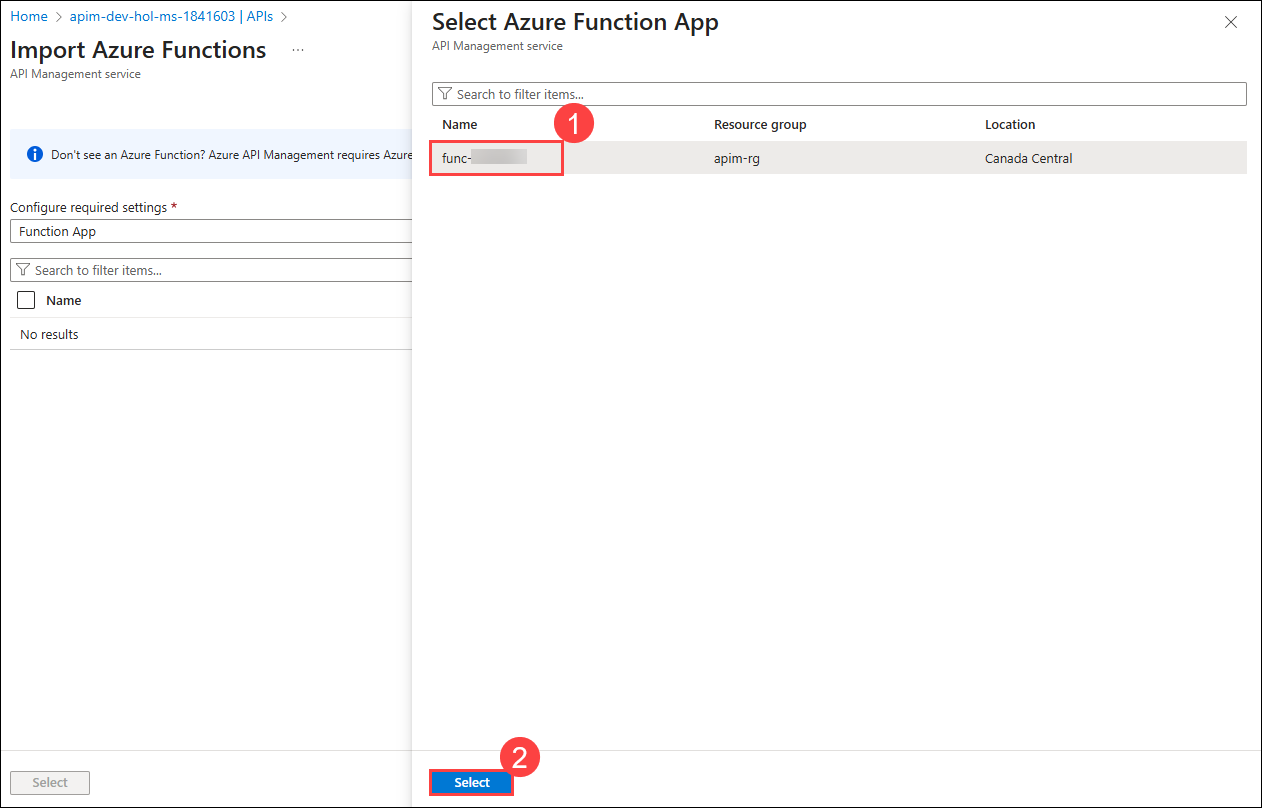 Home > apim-dev-hol-ms-1841603 | APIs >
Import Azure Functions ...
API Management service
Don't see an Azure Function? Azure API Management requires Azure
Configure required settings *
Function App
Search to filter items...
Name
No results
Select
Select Azure Function App
API Management service
Search to filter items...
Name Resource group Location
1
func- apim-rg Canada Central
2
Select